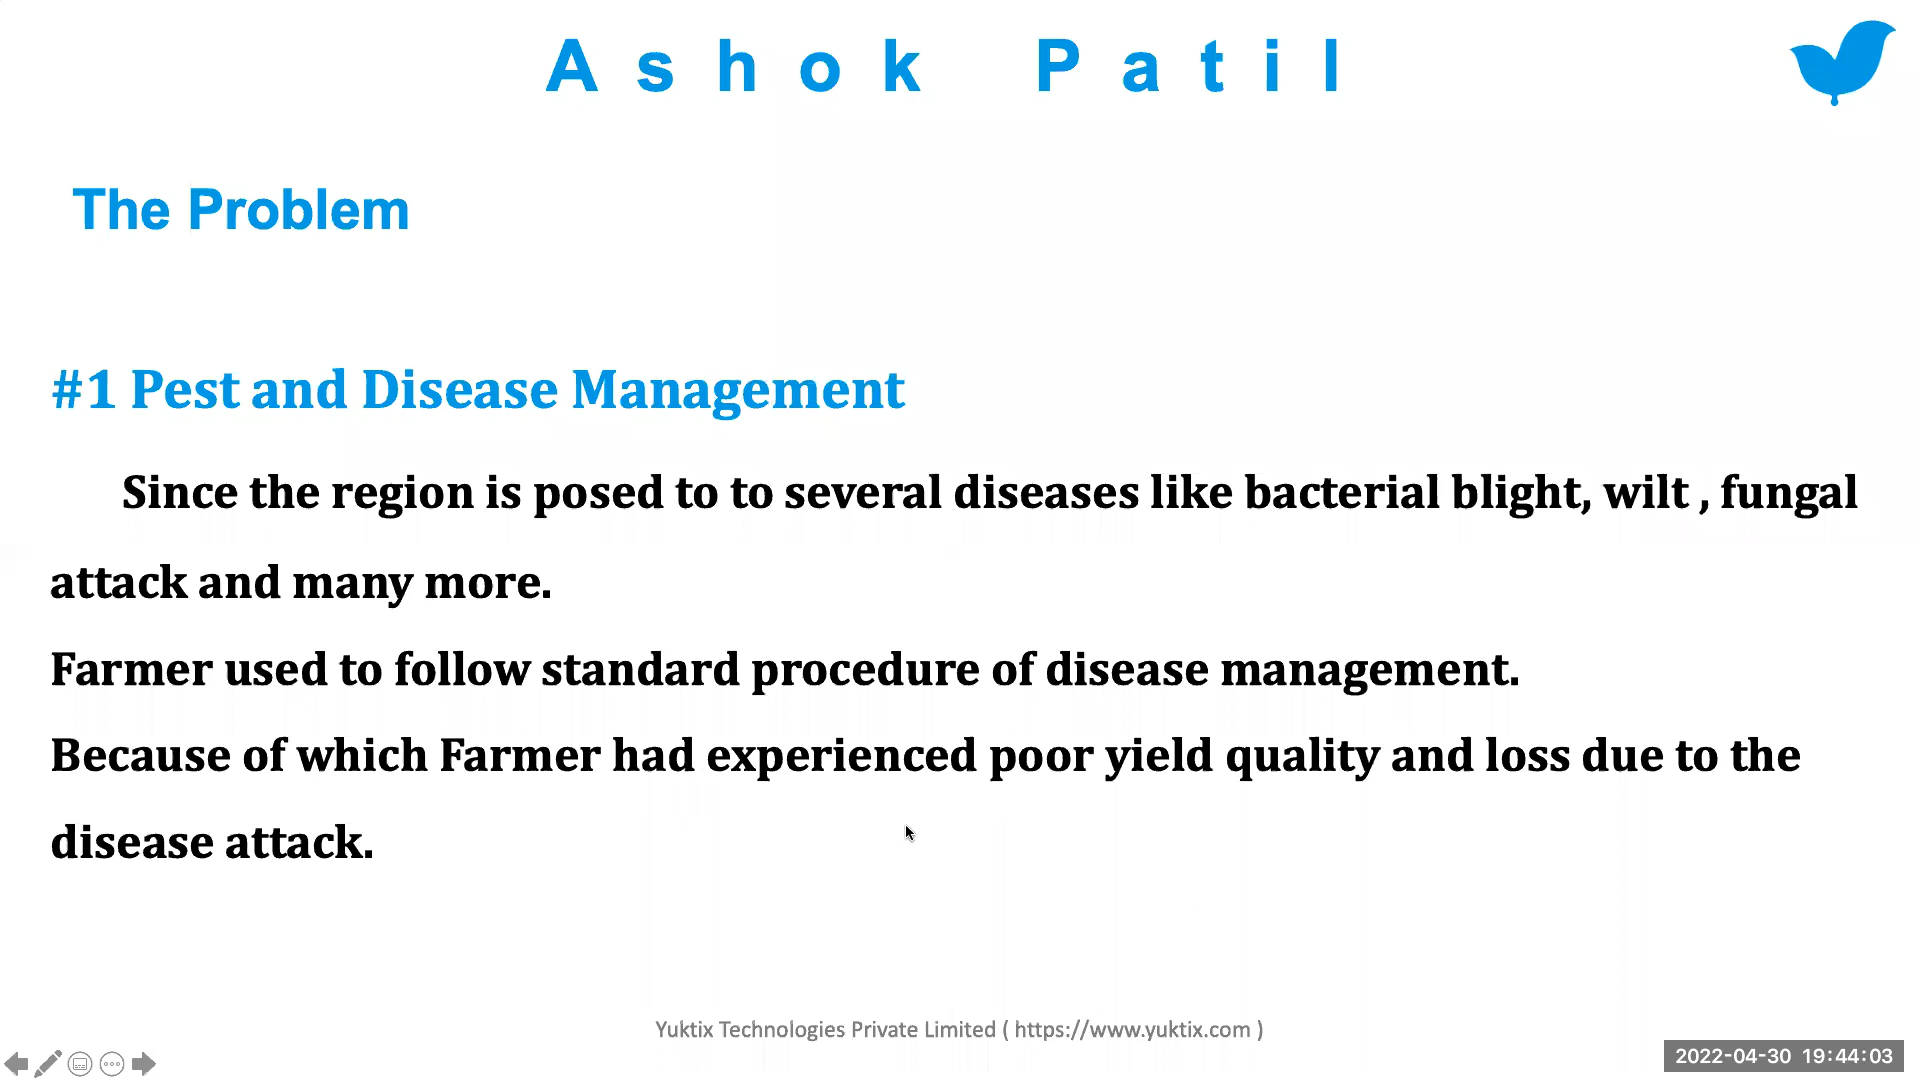 Ashok Patil
The Problem
#1 Pest and Disease Management
Since the region is posed to to several diseases like bacterial blight, wilt , fungal
attack and many more.
Farmer used to follow standard procedure of disease management.
Because of which Farmer had experienced poor yield quality and loss due to the
disease attack.
Yuktix Technologies Private Limited ( https://www.yuktix.com )
2022-04-30 19:44:03